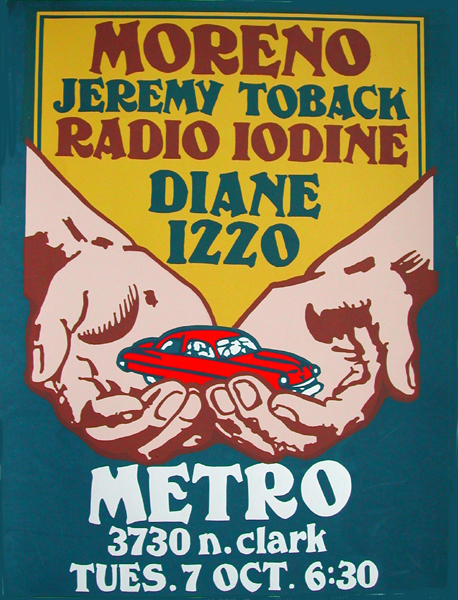 MORENO
JEREMY TOBACK
RADIO IODINE
DIANE
IZZO
METRO
3730 n. clark
TUES. 7 OCT. 6:30